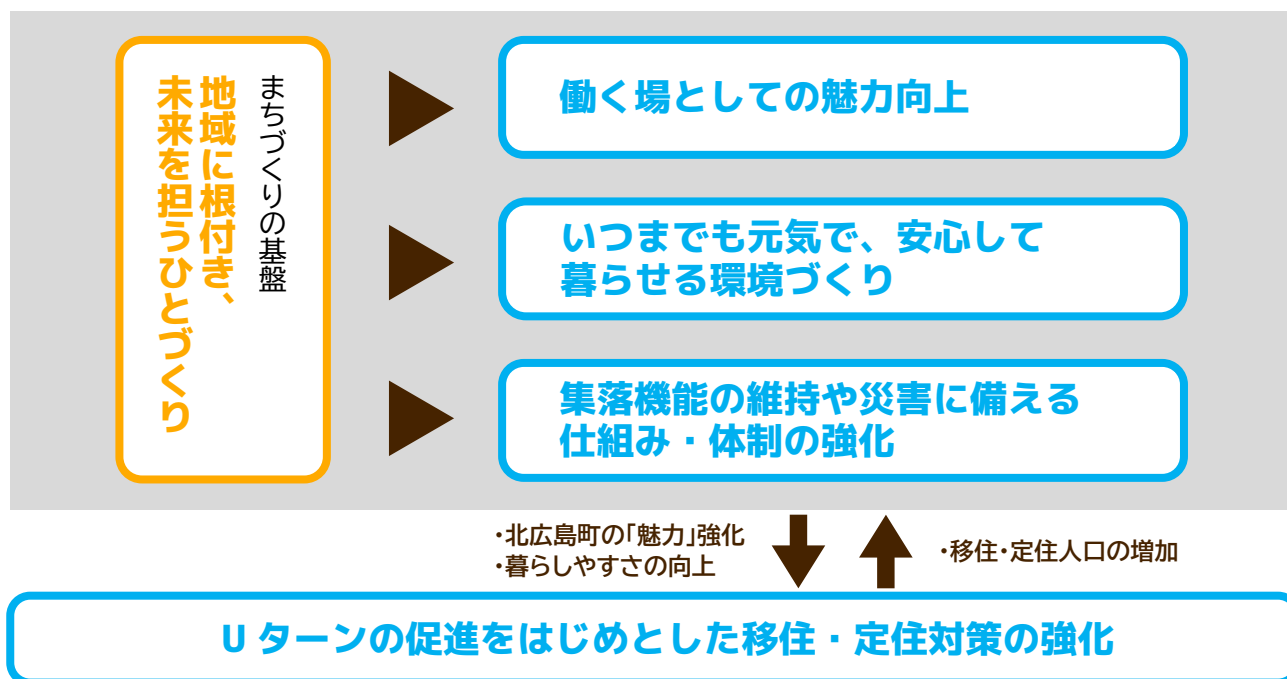 まちづくりの基盤
地域に根付き、
未来を担うひとづくり
働く場としての魅力向上
いつまでも元気で、安心して
暮らせる環境づくり
集落機能の維持や災害に備える
仕組み・体制の強化
・北広島町の「魅力」強化
・暮らしやすさの向上
・移住・定住人口の増加
Uターンの促進をはじめとした移住・定住対策の強化